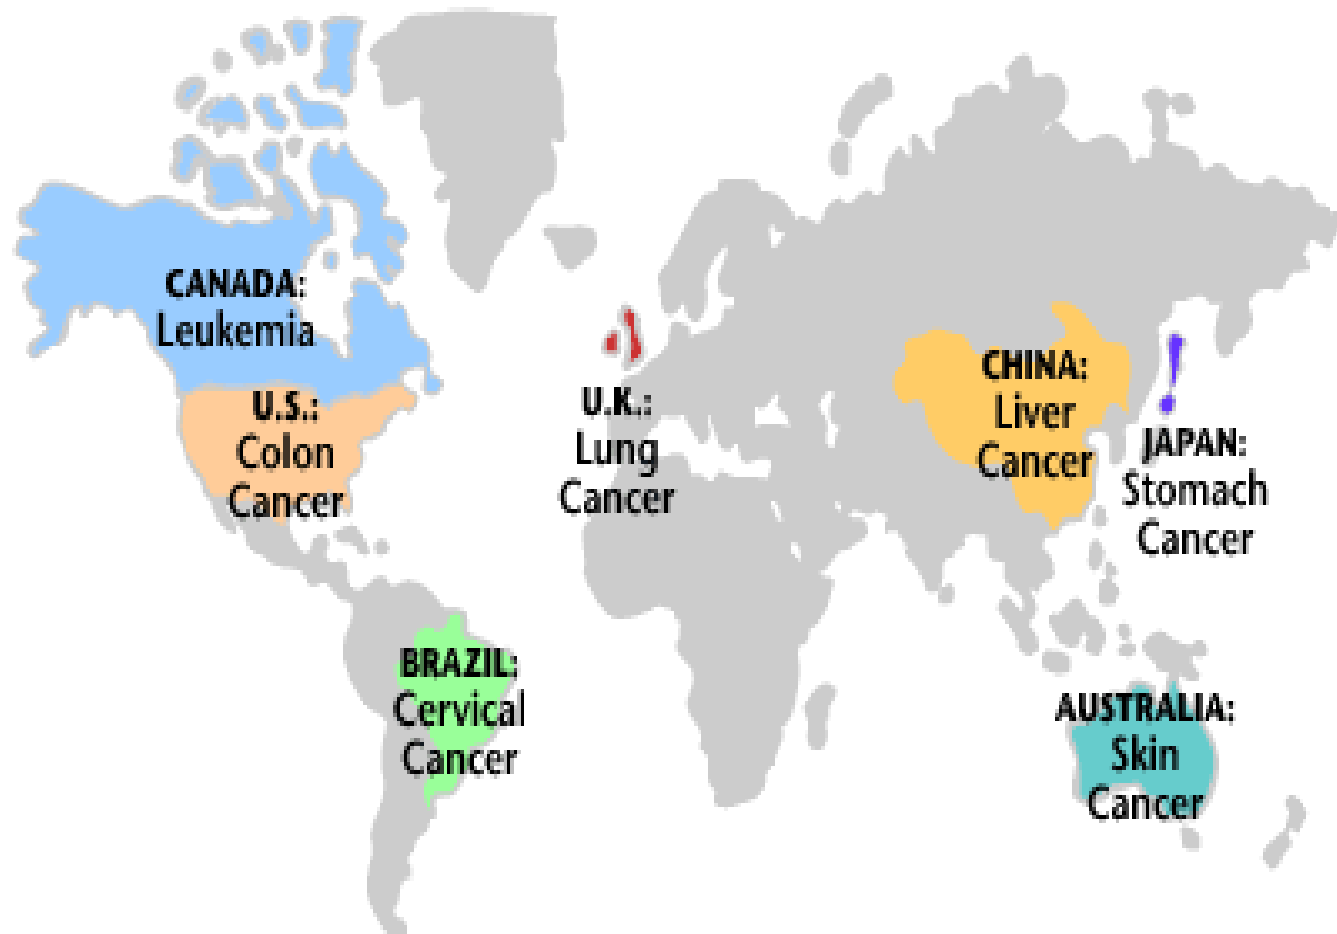 CANADA:
Leukemia
U.S.:
Colon
Cancer
U.K.:
Lung
Cancer
CHINA:
Liver
Cancer
JAPAN:
Stomach
Cancer
BRAZIL:
Cervical
Cancer
AUSTRALIA:
Skin
Cancer